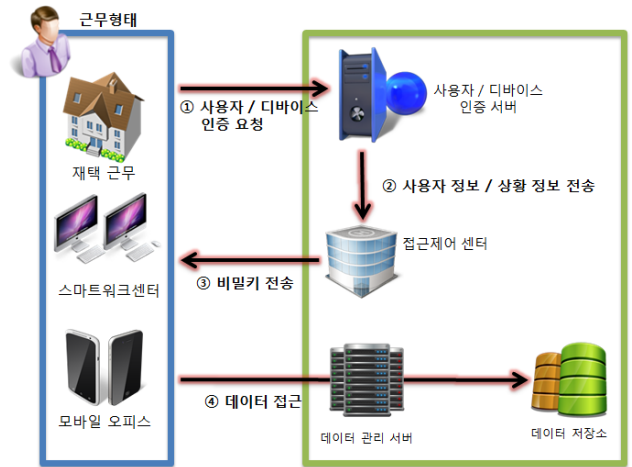 근무형태
① 사용자 / 디바이스
인증 요청
사용자 / 디바이스
인증 서버
재택 근무
② 사용자 정보 / 상황 정보 전송
접근제어 센터
③ 비밀키 전송
스마트워크센터
④ 데이터 접근
모바일 오피스
데이터 관리 서버
데이터 저장소